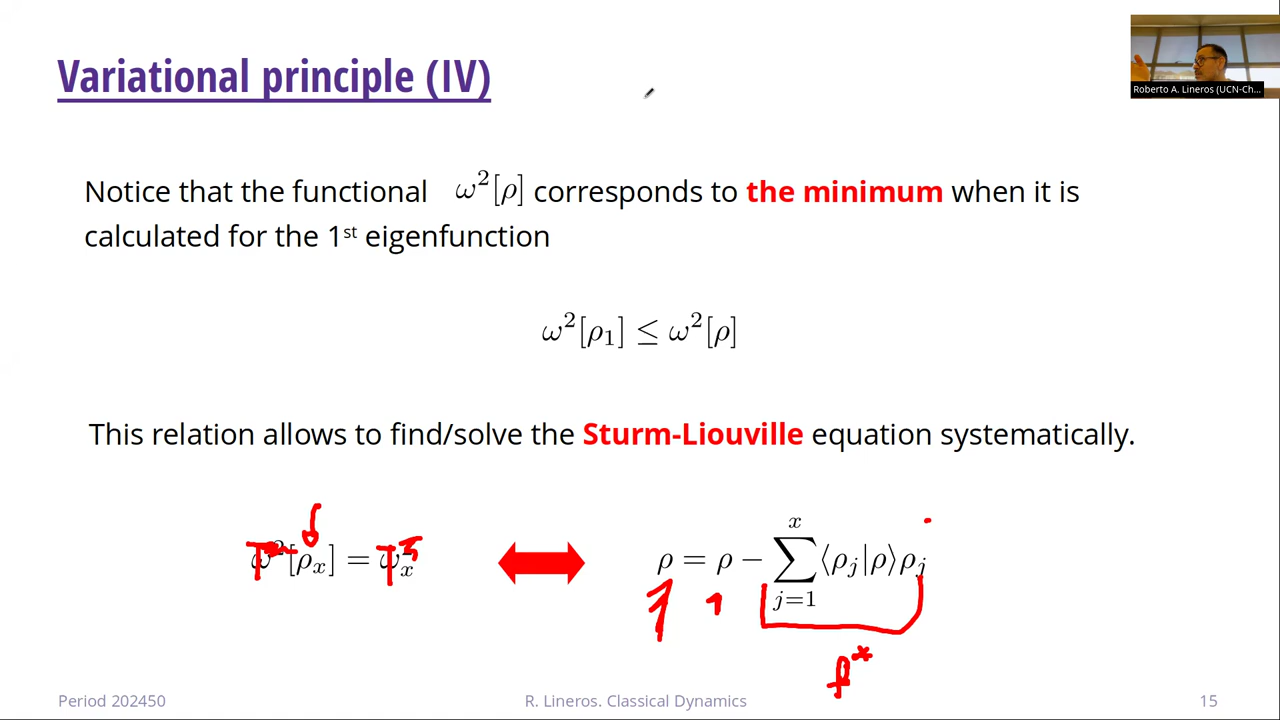 Variational principle (IV)
Roberto A. Lineros (UCN-Ch...
Notice that the functional ω²[ρ] corresponds to the minimum when it is
calculated for the 1st eigenfunction
ω²[ρ₁] ≤ ω²[ρ]
This relation allows to find/solve the Sturm-Liouville equation systematically.
ω²[ρₓ] = ωₓ²
ρ = ρ − ∑_{j=1}^{x} ⟨ρⱼ|ρ⟩ρⱼ
Period 202450
R. Lineros. Classical Dynamics
15